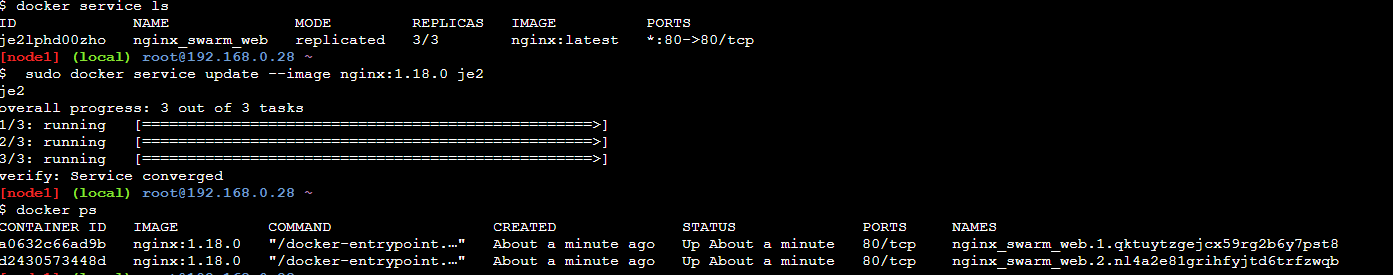 $ docker service ls
ID NAME MODE REPLICAS IMAGE PORTS
je2lphd00zho nginx_swarm_web replicated 3/3 nginx:latest *:80->80/tcp
[node1] (local) root@192.168.0.28 ~
$ sudo docker service update --image nginx:1.18.0 je2
je2
overall progress: 3 out of 3 tasks
1/3: running [==================================================>]
2/3: running [==================================================>]
3/3: running [==================================================>]
verify: Service converged
[node1] (local) root@192.168.0.28 ~
$ docker ps
CONTAINER ID IMAGE COMMAND CREATED STATUS PORTS NAMES
a0632c66ad9b nginx:1.18.0 "/docker-entrypoint.…" About a minute ago Up About a minute 80/tcp nginx_swarm_web.1.qktuytzgejcx59rg2b6y7pst8
d2430573448d nginx:1.18.0 "/docker-entrypoint.…" About a minute ago Up About a minute 80/tcp nginx_swarm_web.2.nl4a2e81grihfyjtd6trfzwqb